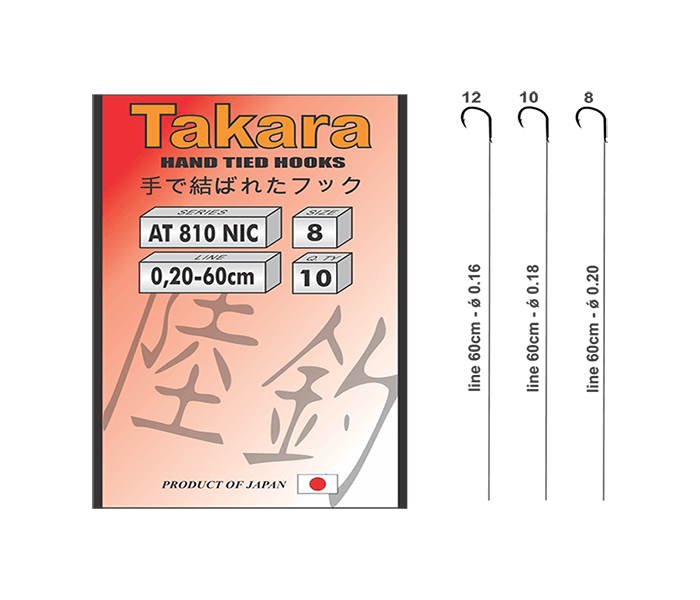 Takara
HAND TIED HOOKS
手で結ばれたフック
SERIES
AT 810 NIC
SIZE
8
LINE
0,20-60cm
Q.TY
10
陸釣
PRODUCT OF JAPAN
12
10
8
line 60cm - ǿ 0.16
line 60cm - ǿ 0.18
line 60cm - ǿ 0.20